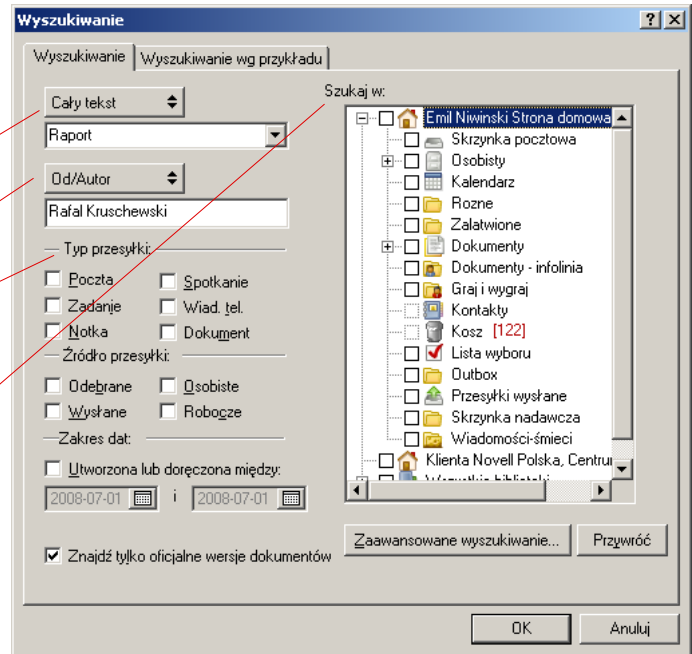 Wyszukiwanie
Wyszukiwanie
Wyszukiwanie wg przykładu
Cały tekst
Raport
Od/Autor
Rafal Kruschewski
Typ przesyłki:
Poczta
Spotkanie
Zadanie
Wiad. tel.
Notka
Dokument
Źródło przesyłki:
Odebrane
Osobiste
Wysłane
Robocze
Zakres dat:
Utworzona lub doręczona między:
2008-07-01 i 2008-07-01
Znajdź tylko oficjalne wersje dokumentów
Szukaj w:
Emil Niwinski Strona domowa
Skrzynka pocztowa
Osobisty
Kalendarz
Rozne
Zalatwione
Dokumenty
Dokumenty - infolinia
Graj i wygraj
Kontakty
Kosz [122]
Lista wyboru
Outbox
Przesyłki wysłane
Skrzynka nadawcza
Wiadomości-śmieci
Klienta Novell Polska, Centrum
Zaawansowane wyszukiwanie...
Przywróć
OK
Anuluj